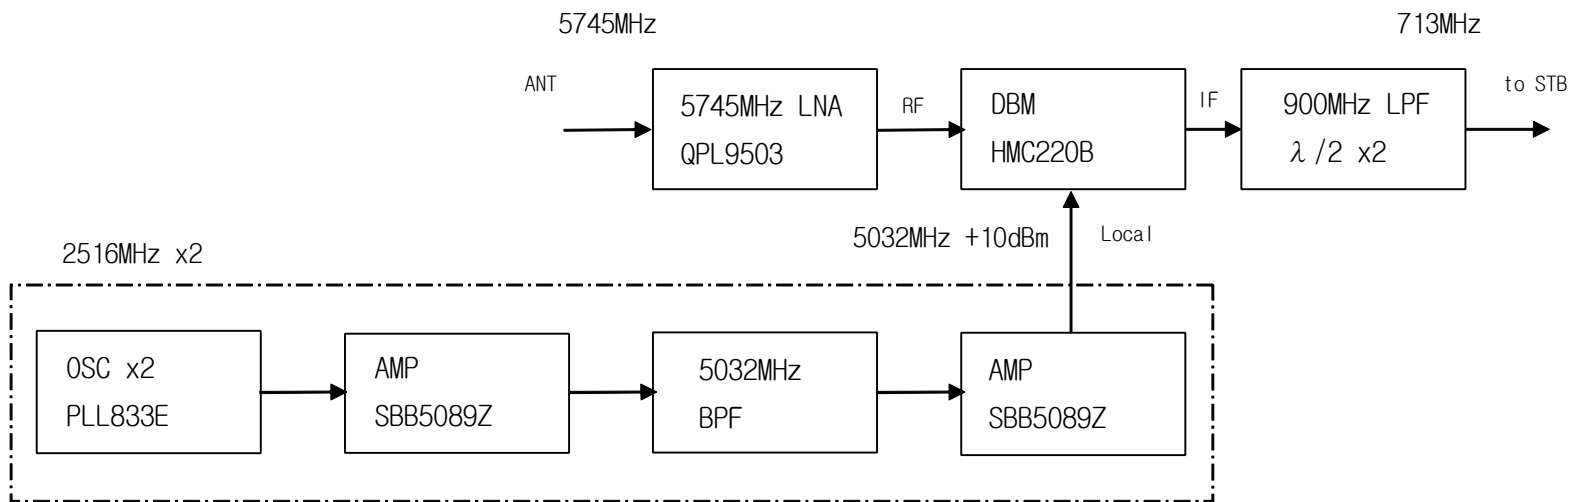 5745MHz
713MHz
ANT
5745MHz LNA
QPL9503
RF
DBM
HMC220B
IF
900MHz LPF
λ/2 x2
to STB
5032MHz +10dBm
Local
2516MHz x2
OSC x2
PLL833E
AMP
SBB5089Z
5032MHz
BPF
AMP
SBB5089Z